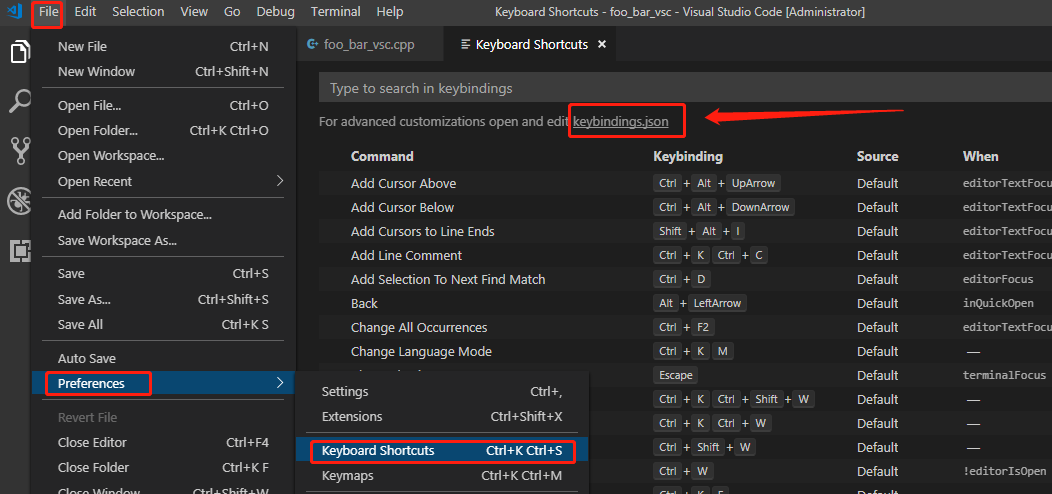 File Edit Selection View Go Debug Terminal Help Keyboard Shortcuts - foo_bar_vsc - Visual Studio Code [Administrator]
New File Ctrl+N
New Window Ctrl+Shift+N
Open File... Ctrl+O
Open Folder... Ctrl+K Ctrl+O
Open Workspace...
Open Recent
Add Folder to Workspace...
Save Workspace As...
Save Ctrl+S
Save As... Ctrl+Shift+S
Save All Ctrl+K S
Auto Save
Preferences
Revert File
Close Editor Ctrl+F4
Close Folder Ctrl+K F
Close Window Ctrl+Shift+W
Settings Ctrl+,
Extensions Ctrl+Shift+X
Keyboard Shortcuts Ctrl+K Ctrl+S
Keymaps Ctrl+K Ctrl+M
foo_bar_vsc.cpp Keyboard Shortcuts ×
Type to search in keybindings
For advanced customizations open and edit keybindings.json
Command Keybinding Source When
Add Cursor Above Ctrl + Alt + UpArrow Default editorTextFocu
Add Cursor Below Ctrl + Alt + DownArrow Default editorTextFocu
Add Cursors to Line Ends Shift + Alt + I Default editorTextFocu
Add Line Comment Ctrl + K Ctrl + C Default editorTextFocu
Add Selection To Next Find Match Ctrl + D Default editorFocus
Back Alt + LeftArrow Default inQuickOpen
Change All Occurrences Ctrl + F2 Default editorTextFocu
Change Language Mode Ctrl + K M Default —
Escape Default terminalFocus
Ctrl + K Ctrl + Shift + W Default —
Ctrl + K Ctrl + W Default —
Ctrl + Shift + W Default —
Ctrl + W Default !editorIsOpen
Ctrl + K F Default —